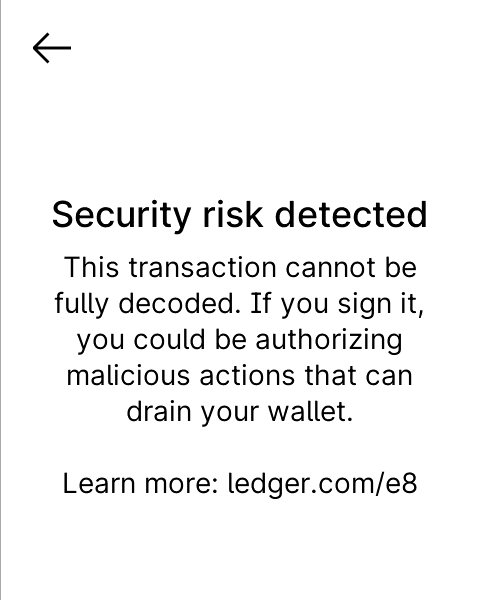 Security risk detected
This transaction cannot be
fully decoded. If you sign it,
you could be authorizing
malicious actions that can
drain your wallet.
Learn more: ledger.com/e8